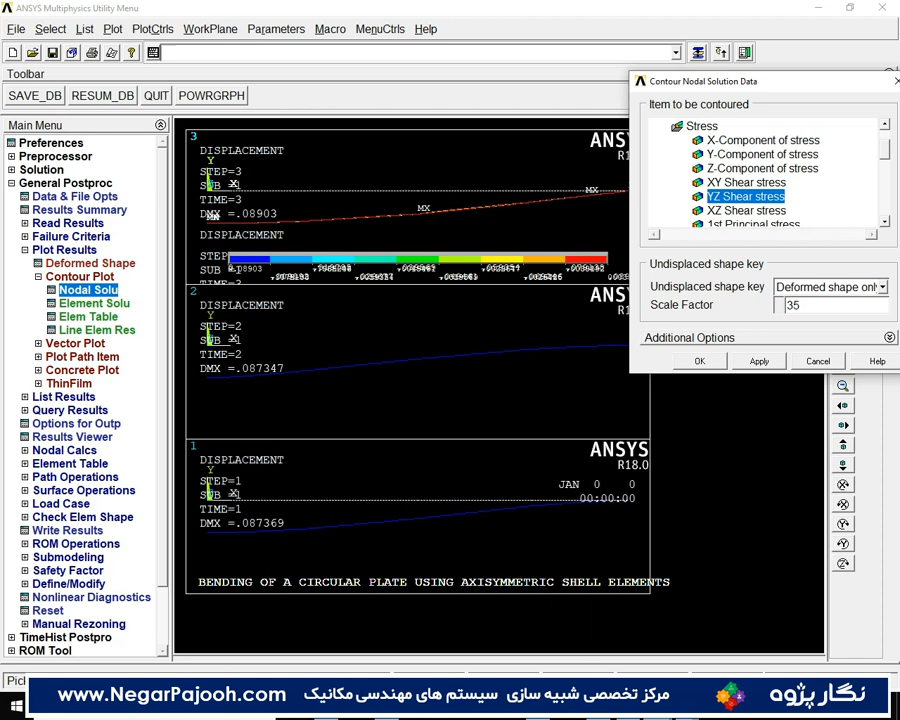 ANSYS Multiphysics Utility Menu
File Select List Plot PlotCtrls WorkPlane Parameters Macro MenuCtrls Help
Toolbar
SAVE_DB RESUM_DB QUIT POWRGRPH
Main Menu
Preferences
Preprocessor
Solution
General Postproc
Data & File Opts
Results Summary
Read Results
Failure Criteria
Plot Results
Deformed Shape
Contour Plot
Nodal Solu
Element Solu
Elem Table
Line Elem Res
Vector Plot
Plot Path Item
Concrete Plot
ThinFilm
List Results
Query Results
Options for Outp
Results Viewer
Nodal Calcs
Element Table
Path Operations
Surface Operations
Load Case
Check Elem Shape
Write Results
ROM Operations
Submodeling
Safety Factor
Define/Modify
Nonlinear Diagnostics
Reset
Manual Rezoning
TimeHist Postpro
ROM Tool
3
DISPLACEMENT
Y
STEP=3
SUB =1
X
TIME=3
DMX =.08903
MX
MX
DISPLACEMENT
STEP
SUB =1
2
DISPLACEMENT
Y
STEP=2
SUB =1
X
TIME=2
DMX =.087347
1
ANSYS
R18.0
DISPLACEMENT
Y
STEP=1
SUB =1
X
TIME=1
DMX =.087369
JAN 0 0
00:00:00
BENDING OF A CIRCULAR PLATE USING AXISYMMETRIC SHELL ELEMENTS
Contour Nodal Solution Data
Item to be contoured
Stress
X-Component of stress
Y-Component of stress
Z-Component of stress
XY Shear stress
YZ Shear stress
XZ Shear stress
1st Principal stress
Undisplaced shape key
Undisplaced shape key Deformed shape only
Scale Factor 35
Additional Options
OK Apply Cancel Help
www.NegarPajooh.com مرکز تخصصی شبیه سازی سیستم های مهندسی مکانیک نگار پژوه